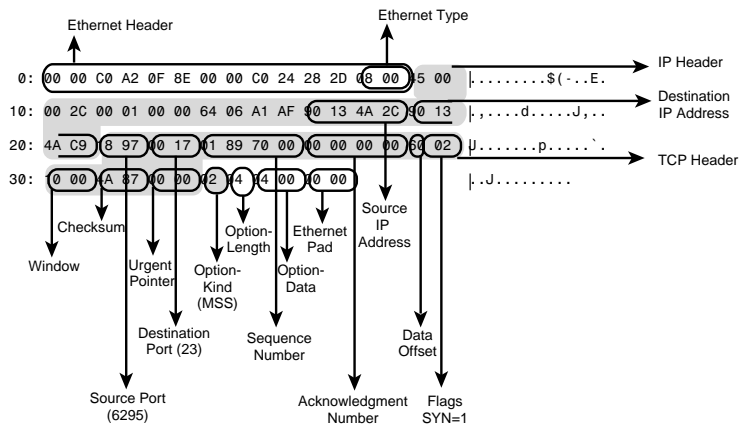 Ethernet Header
Ethernet Type
0: 00 00 C0 A2 0F 8E 00 00 C0 24 28 2D 08 00 45 00 |.........$(-..E.
IP Header
10: 00 2C 00 01 00 00 64 06 A1 AF 90 13 4A 2C 90 13 |.,....d.....J,..
Destination
IP Address
20: 4A C9 18 97 00 17 01 89 70 00 00 00 00 00 60 02 |J.......p.....`.
TCP Header
30: 10 00 4A 87 00 00 02 04 04 00 00 00 |..J.........
Window
Checksum
Urgent
Pointer
Option-
Kind
(MSS)
Option-
Length
Option-
Data
Ethernet
Pad
Source
IP
Address
Destination
Port (23)
Sequence
Number
Data
Offset
Source Port
(6295)
Acknowledgment
Number
Flags
SYN=1